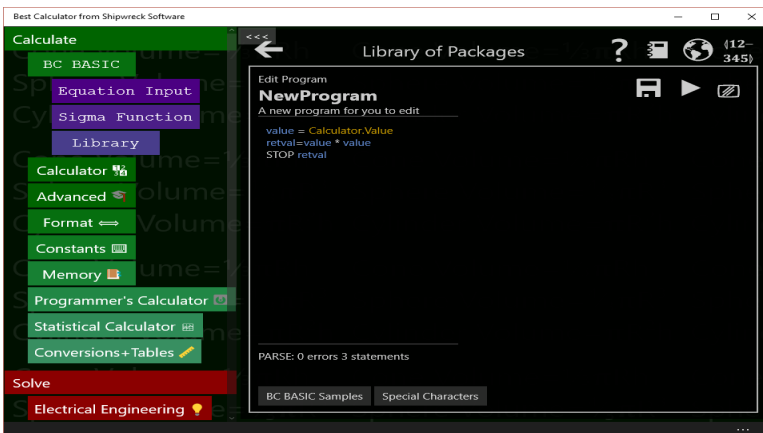 Best Calculator from Shipwreck Software
Calculate
BC BASIC
Equation Input
Sigma Function
Library
Calculator
Advanced
Format ⟺
Constants
Memory
Programmer's Calculator
Statistical Calculator
Conversions+Tables
Solve
Electrical Engineering
<<<
Library of Packages
?
(12–
345)
Edit Program
NewProgram
A new program for you to edit
value = Calculator.Value
retval=value * value
STOP retval
PARSE: 0 errors 3 statements
BC BASIC Samples
Special Characters
...